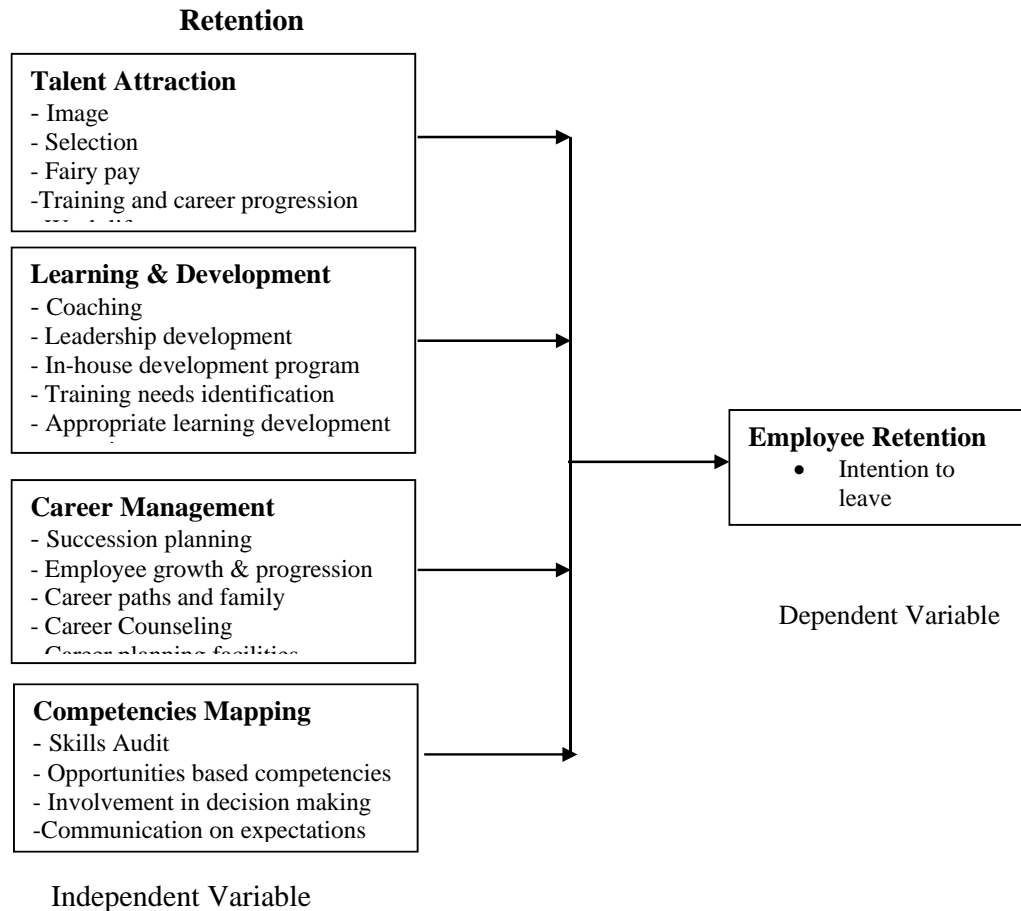 Retention
Talent Attraction
- Image
- Selection
- Fairy pay
-Training and career progression
Learning & Development
- Coaching
- Leadership development
- In-house development program
- Training needs identification
- Appropriate learning development
Career Management
- Succession planning
- Employee growth & progression
- Career paths and family
- Career Counseling
- Career planning facilities
Competencies Mapping
- Skills Audit
- Opportunities based competencies
- Involvement in decision making
-Communication on expectations
Independent Variable
Employee Retention
• Intention to
leave
Dependent Variable